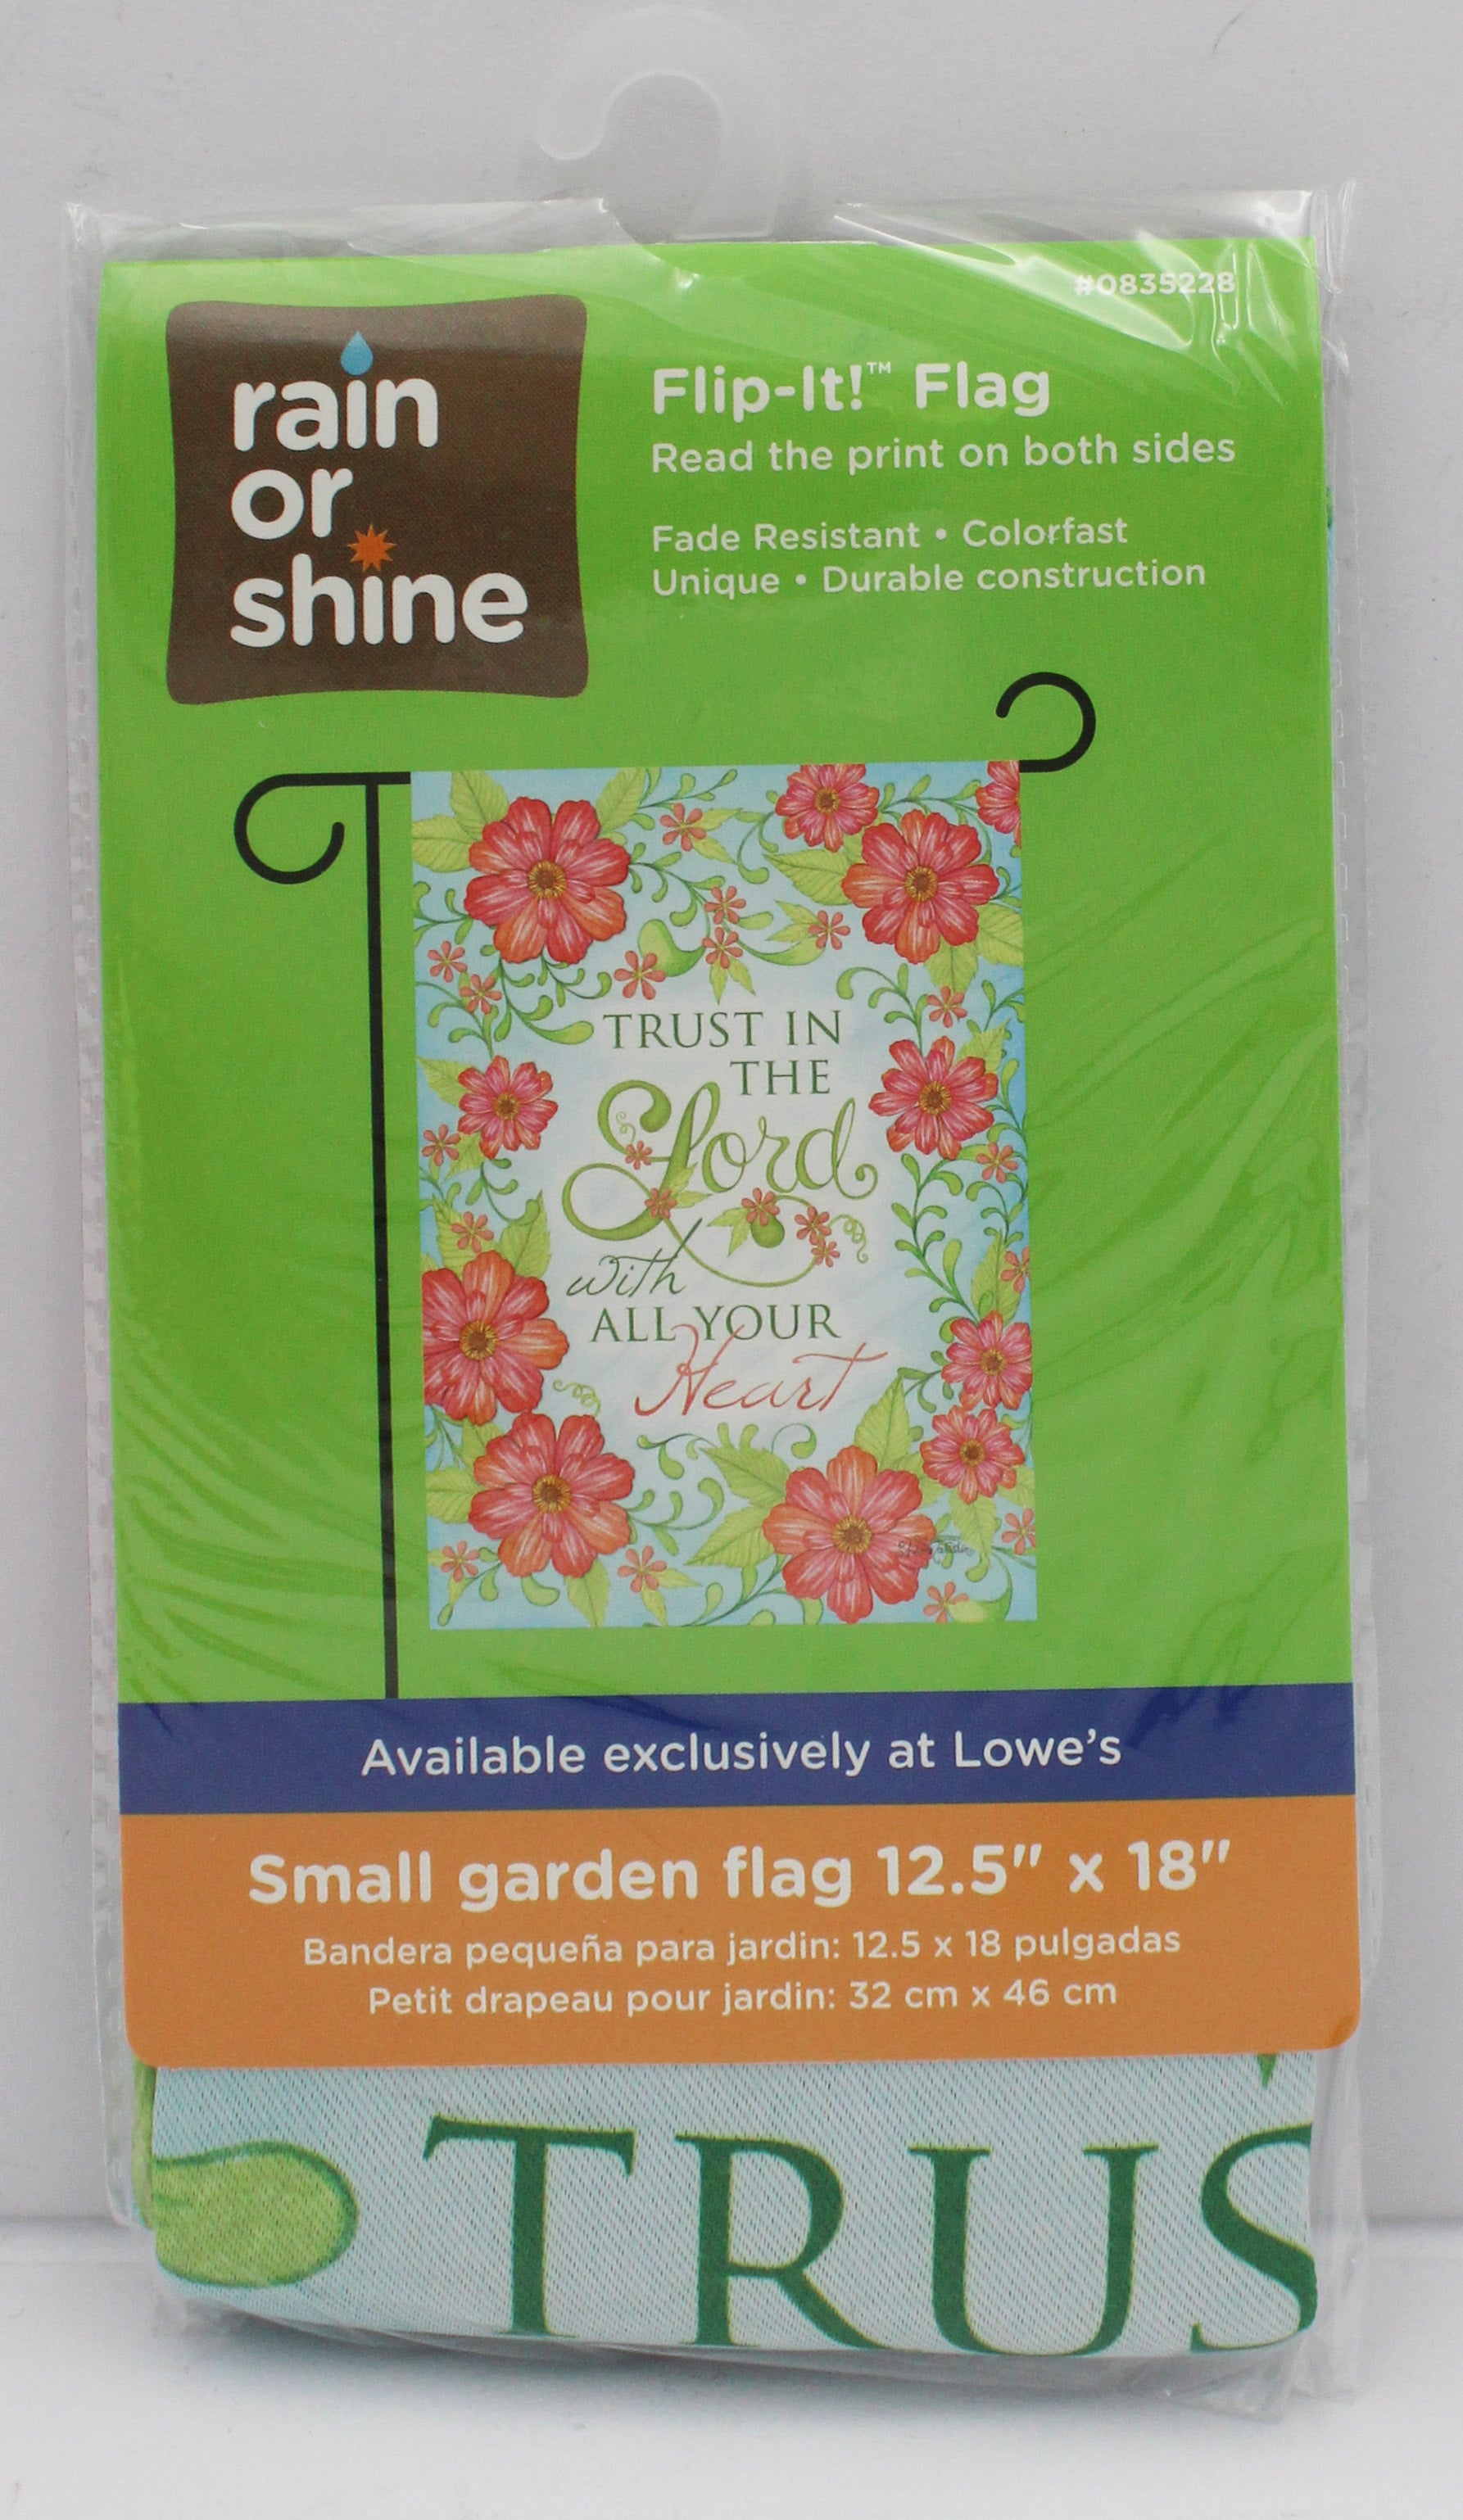 #0835228
rain
or
shine
Flip-It!™ Flag
Read the print on both sides
Fade Resistant • Colorfast
Unique • Durable construction
TRUST IN
THE
Lord
with
ALL YOUR
Heart
Available exclusively at Lowe's
Small garden flag 12.5" x 18"
Bandera pequeña para jardin: 12.5 x 18 pulgadas
Petit drapeau pour jardin: 32 cm x 46 cm
TRUS